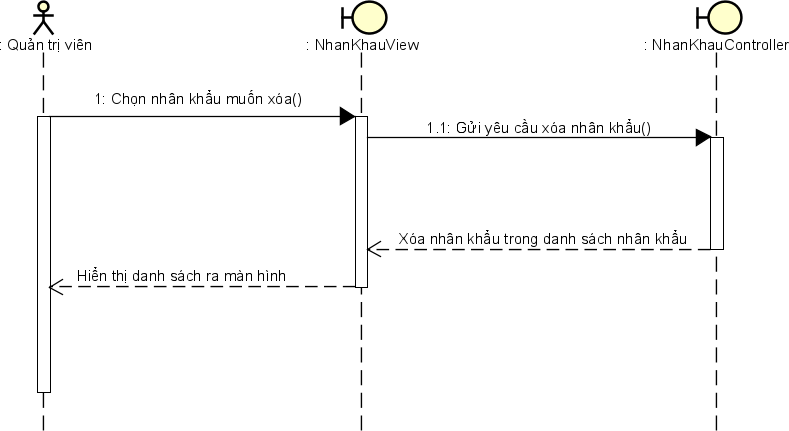 : Quản trị viên
: NhanKhauView
: NhanKhauController
1: Chọn nhân khẩu muốn xóa()
1.1: Gửi yêu cầu xóa nhân khẩu()
Xóa nhân khẩu trong danh sách nhân khẩu
Hiển thị danh sách ra màn hình